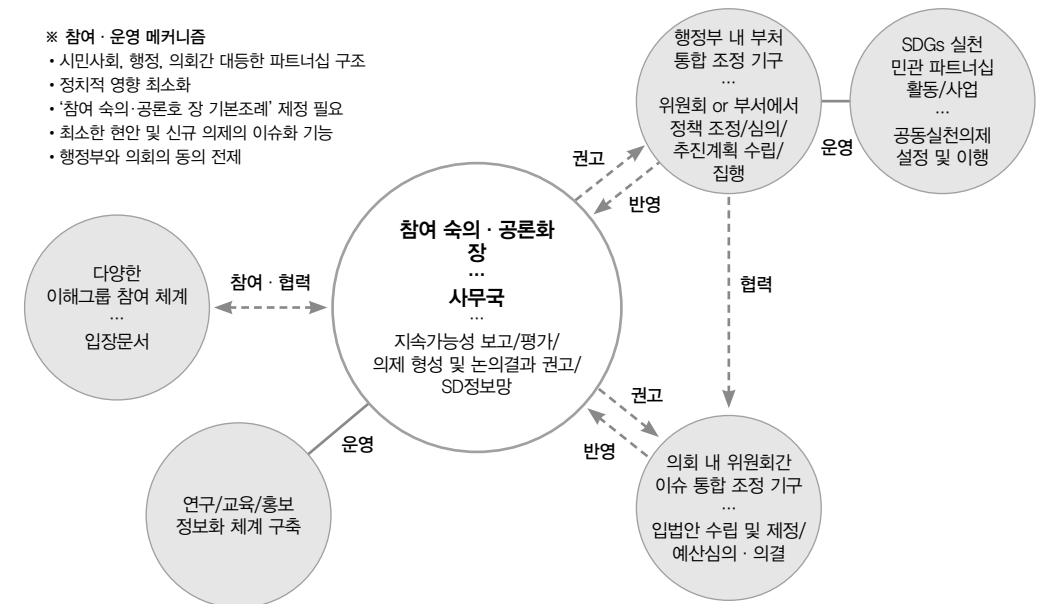 ※ 참여 · 운영 메커니즘
• 시민사회, 행정, 의회간 대등한 파트너십 구조
• 정치적 영향 최소화
• ‘참여 숙의·공론호 장 기본조례’ 제정 필요
• 최소한 현안 및 신규 의제의 이슈화 기능
• 행정부와 의회의 동의 전제
행정부 내 부처
통합 조정 기구
...
위원회 or 부서에서
정책 조정/심의/
추진계획 수립/
집행
운영
SDGs 실천
민관 파트너십
활동/사업
...
공동실천의제
설정 및 이행
권고
반영
참여 숙의 · 공론화
장
...
사무국
...
지속가능성 보고/평가/
의제 형성 및 논의결과 권고/
SD정보망
다양한
이해그룹 참여 체계
...
입장문서
참여 · 협력
협력
권고
반영
운영
연구/교육/홍보
정보화 체계 구축
의회 내 위원회간
이슈 통합 조정 기구
...
입법안 수립 및 제정/
예산심의 · 의결